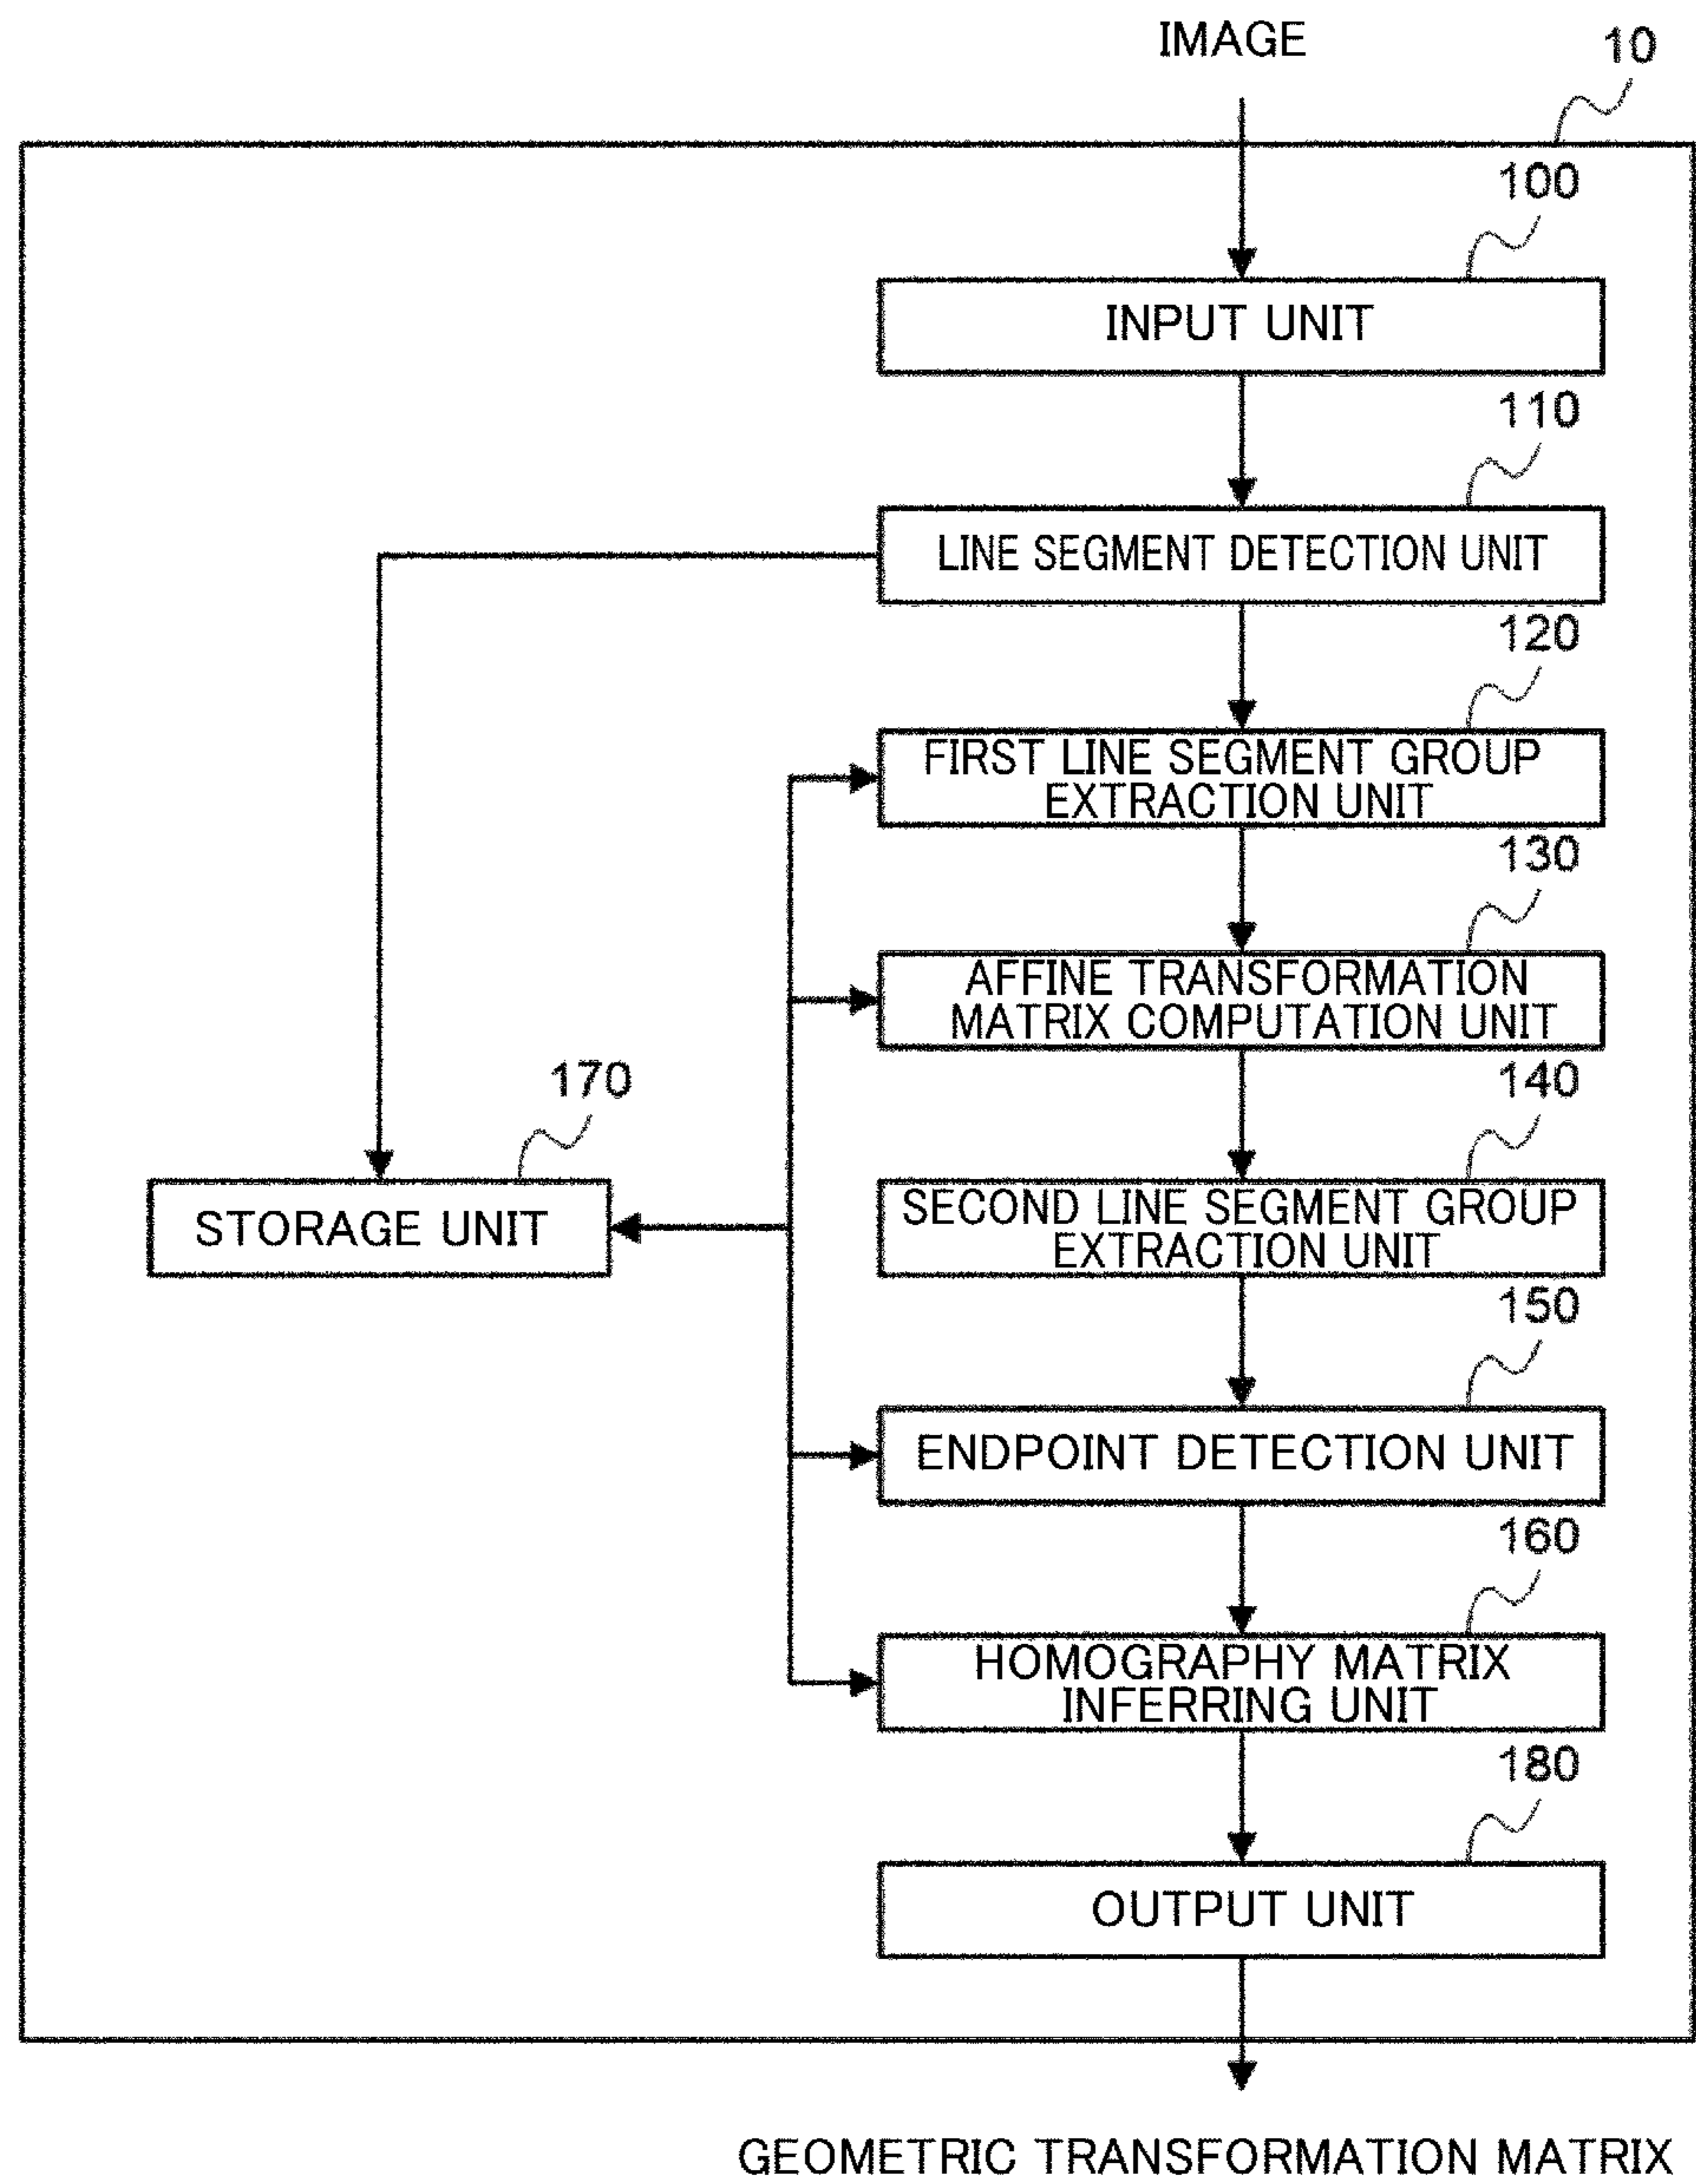 IMAGE
10
100
INPUT UNIT
110
LINE SEGMENT DETECTION UNIT
120
FIRST LINE SEGMENT GROUP
EXTRACTION UNIT
130
AFFINE TRANSFORMATION
MATRIX COMPUTATION UNIT
170
STORAGE UNIT
140
SECOND LINE SEGMENT GROUP
EXTRACTION UNIT
150
ENDPOINT DETECTION UNIT
160
HOMOGRAPHY MATRIX
INFERRING UNIT
180
OUTPUT UNIT
GEOMETRIC TRANSFORMATION MATRIX